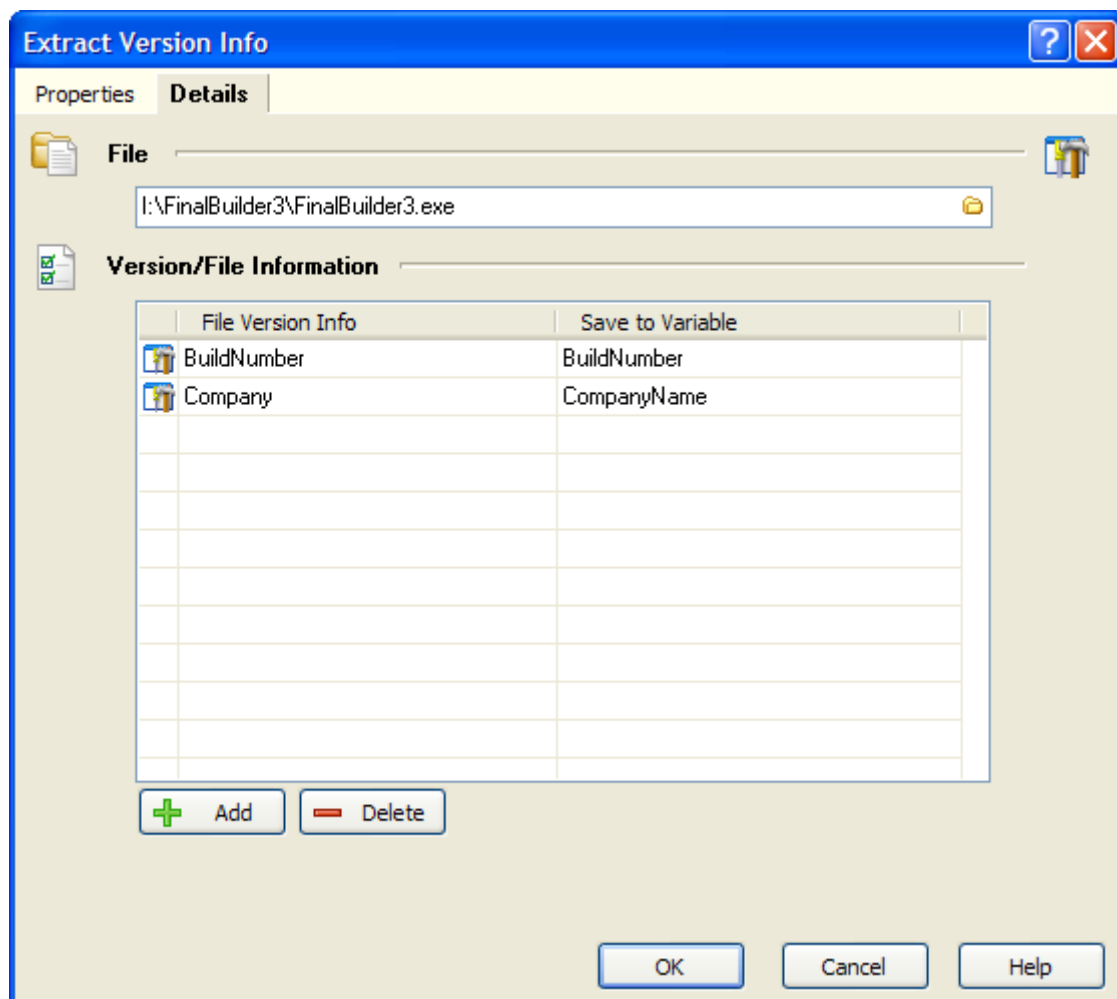 Extract Version Info
Properties Details
File
I:\FinalBuilder3\FinalBuilder3.exe
Version/File Information
File Version Info Save to Variable
BuildNumber BuildNumber
Company CompanyName
Add Delete
OK Cancel Help